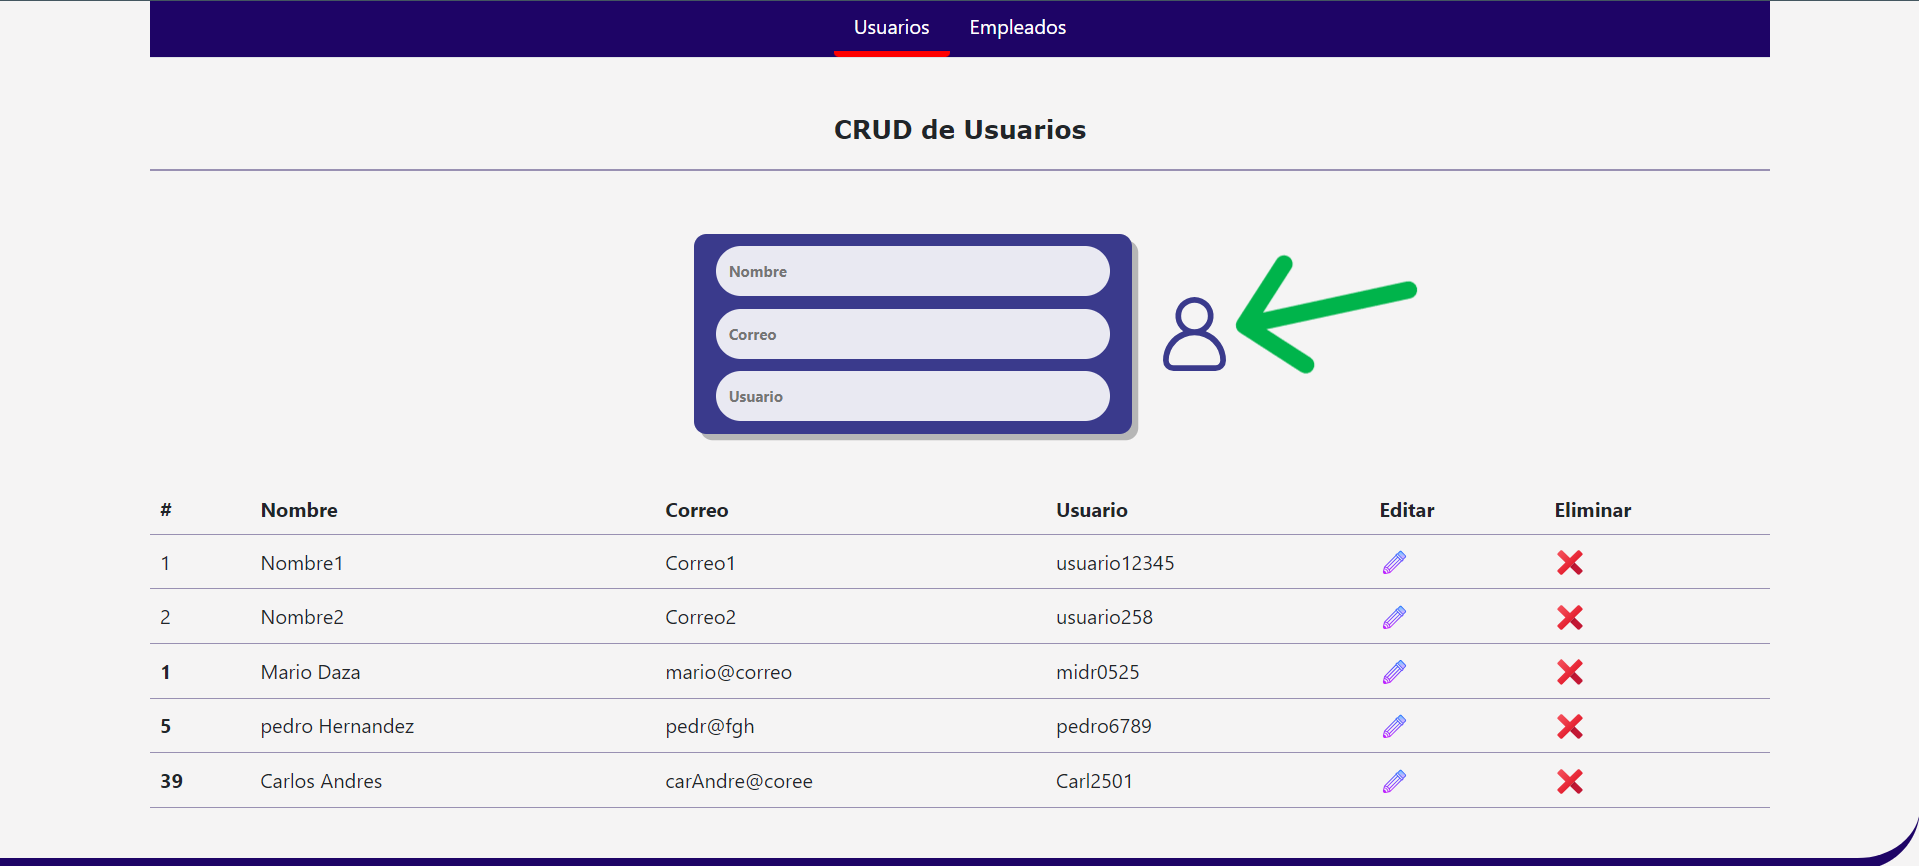 Usuarios Empleados
CRUD de Usuarios
Nombre
Correo
Usuario
# Nombre Correo Usuario Editar Eliminar
1 Nombre1 Correo1 usuario12345
2 Nombre2 Correo2 usuario258
1 Mario Daza mario@correo midr0525
5 pedro Hernandez pedr@fgh pedro6789
39 Carlos Andres carAndre@coree Carl2501